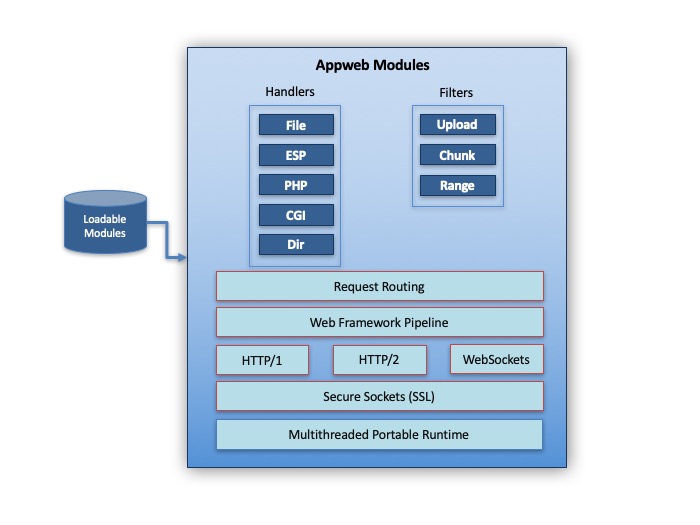 Appweb Modules
Handlers
Filters
File
ESP
PHP
CGI
Dir
Upload
Chunk
Range
Loadable
Modules
Request Routing
Web Framework Pipeline
HTTP/1
HTTP/2
WebSockets
Secure Sockets (SSL)
Multithreaded Portable Runtime